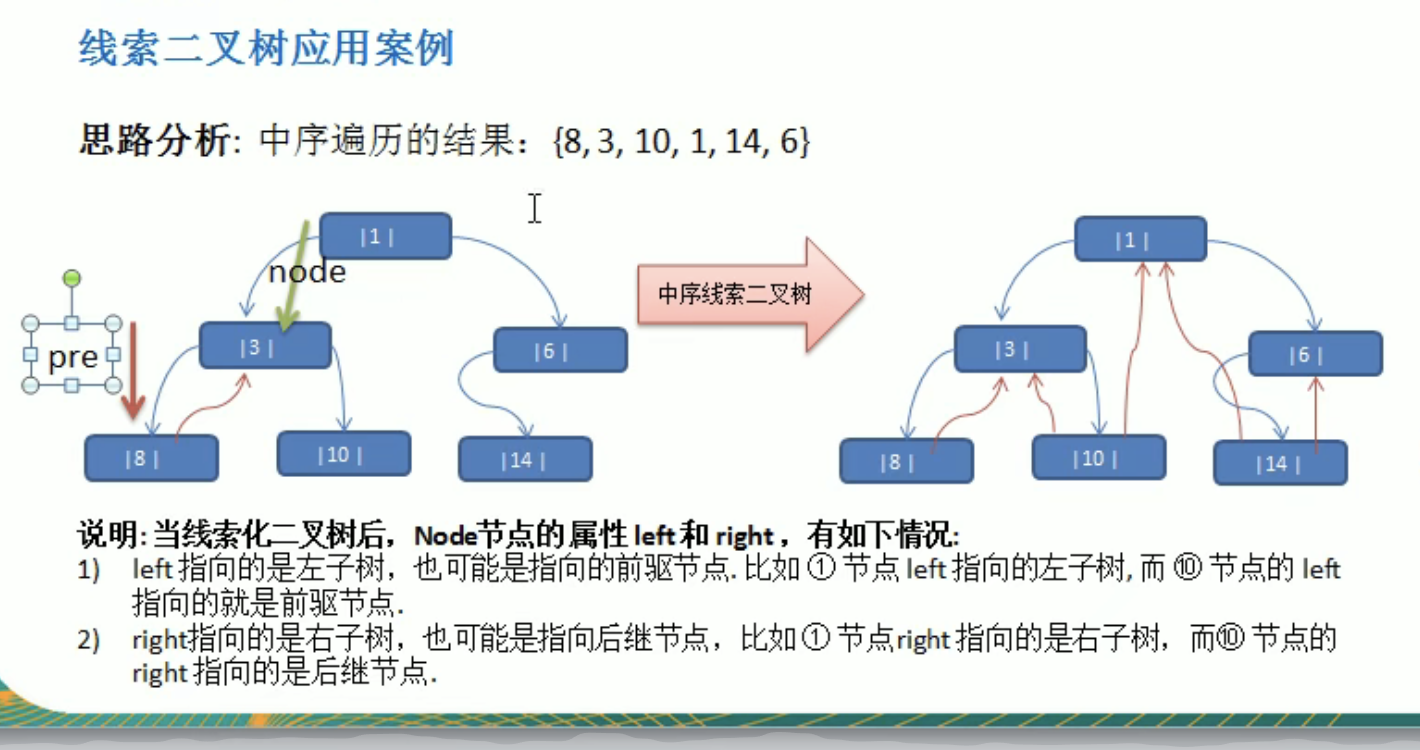 线索二叉树应用案例
思路分析: 中序遍历的结果：{8, 3, 10, 1, 14, 6}
|1 |
node
|3 |
|6 |
pre
|8 |
|10 |
|14 |
中序线索二叉树
|1 |
|3 |
|6 |
|8 |
|10 |
|14 |
说明: 当线索化二叉树后，Node节点的属性 left 和 right ，有如下情况:
1) left 指向的是左子树，也可能是指向的前驱节点. 比如 ① 节点 left 指向的左子树, 而 ⑩ 节点的 left
指向的就是前驱节点.
2) right指向的是右子树，也可能是指向后继节点，比如 ① 节点right 指向的是右子树，而⑩ 节点的
right 指向的是后继节点.